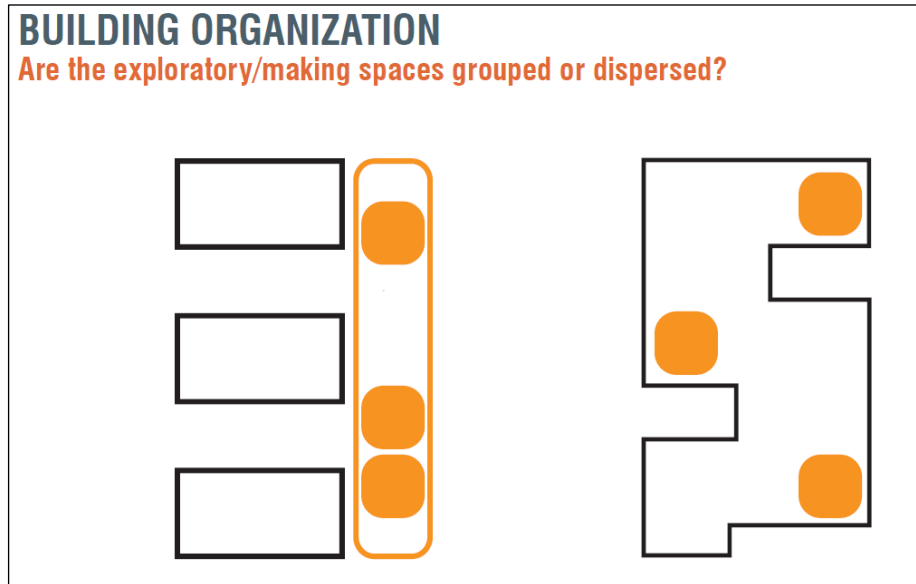 BUILDING ORGANIZATION
Are the exploratory/making spaces grouped or dispersed?